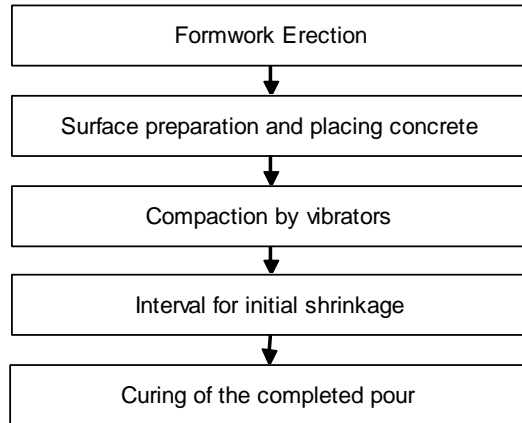 Formwork Erection
Surface preparation and placing concrete
Compaction by vibrators
Interval for initial shrinkage
Curing of the completed pour